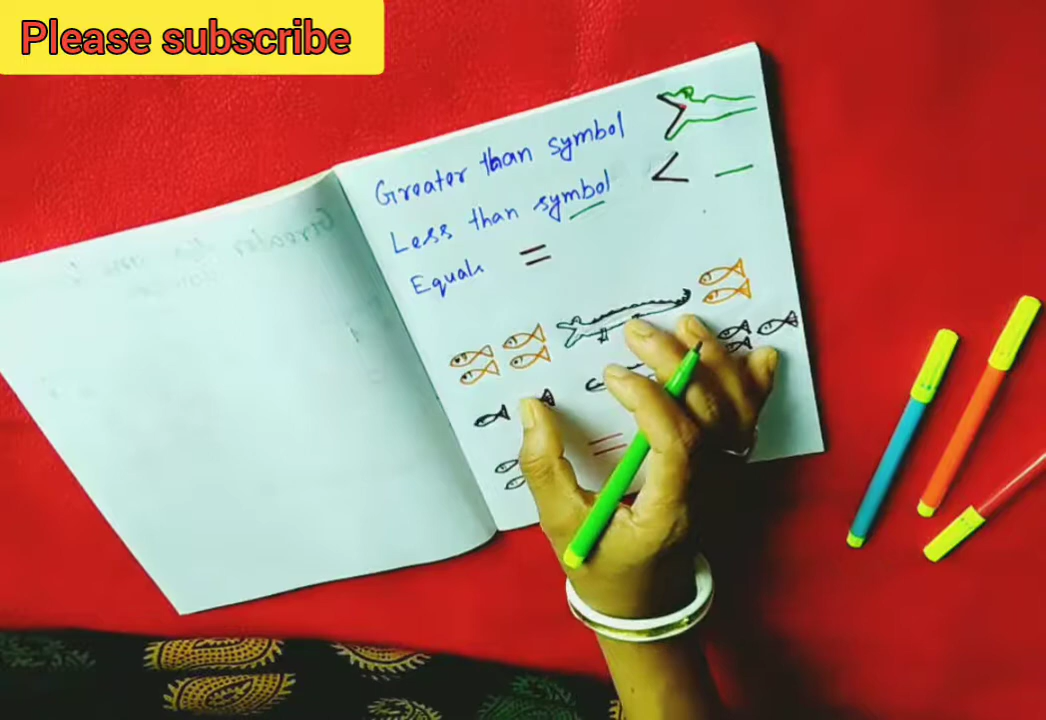 Please subscribe
Greater than symbol >
Less than symbol <
Equals =
=